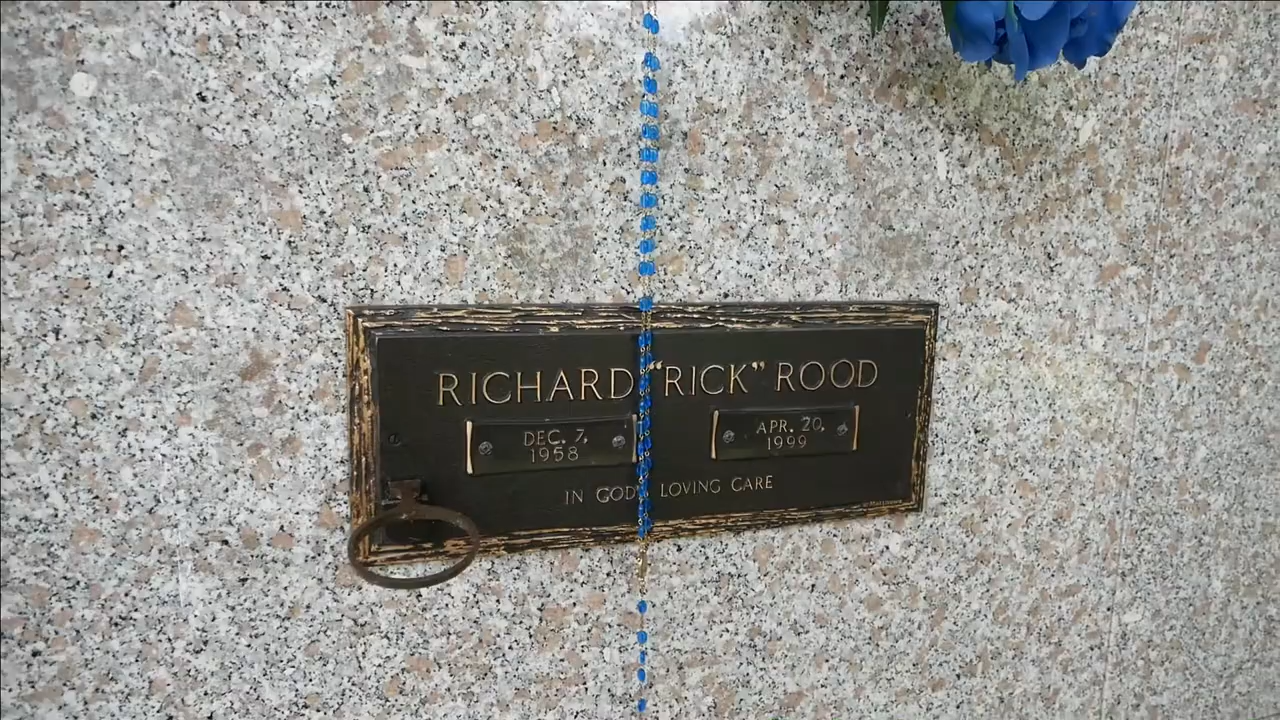 RICHARD "RICK" ROOD
DEC. 7,
1958
APR. 20,
1999
IN GOD'S LOVING CARE